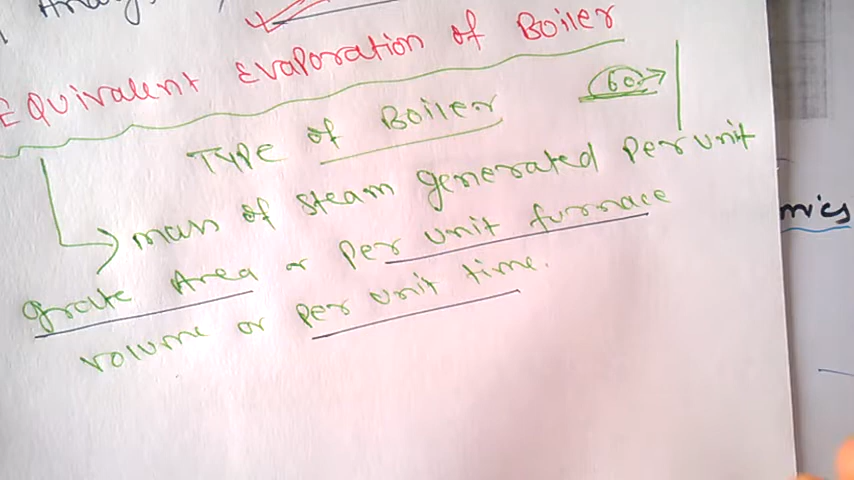 Equivalent Evaporation of Boiler
Type of Boiler
mass of steam generated per unit
grate Area or per unit furnace
volume or per unit time.
mics